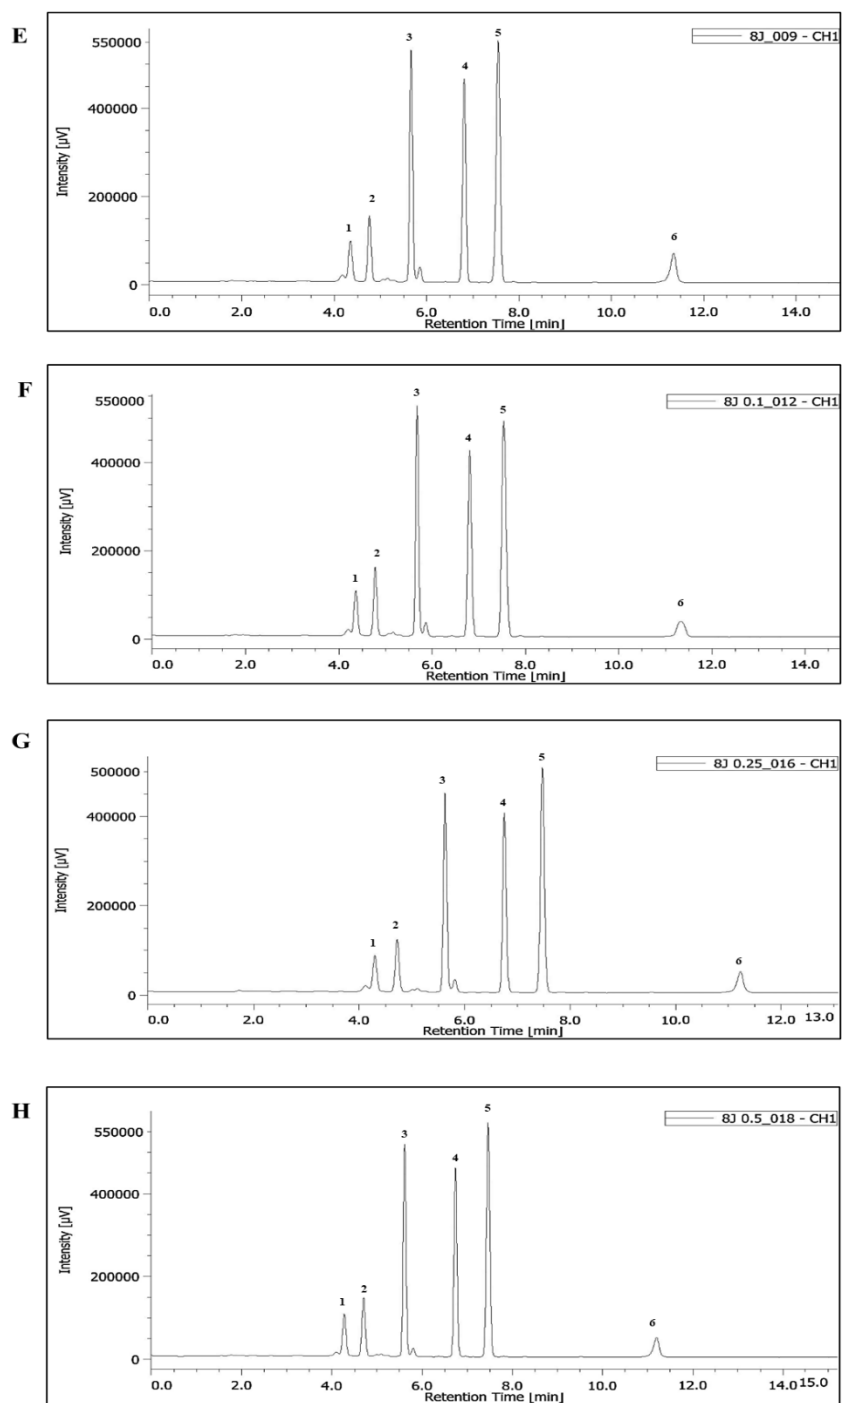 E
8J_009 - CH1
550000
400000
200000
0
Intensity [µV]
1
2
3
4
5
6
0.0 2.0 4.0 6.0 8.0 10.0 12.0 14.0
Retention Time [min]
F
8J 0.1_012 - CH1
550000
400000
200000
0
Intensity [µV]
1
2
3
4
5
6
0.0 2.0 4.0 6.0 8.0 10.0 12.0 14.0
Retention Time [min]
G
8J 0.25_016 - CH1
500000
400000
200000
0
Intensity [µV]
1
2
3
4
5
6
0.0 2.0 4.0 6.0 8.0 10.0 12.0 13.0
Retention Time [min]
H
8J 0.5_018 - CH1
550000
400000
200000
0
Intensity [µV]
1
2
3
4
5
6
0.0 2.0 4.0 6.0 8.0 10.0 12.0 14.0 15.0
Retention Time [min]